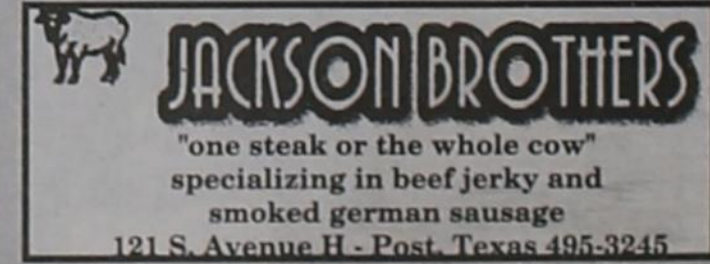 JACKSON BROTHERS
"one steak or the whole cow"
specializing in beef jerky and
smoked german sausage
121 S. Avenue H - Post, Texas 495-3245